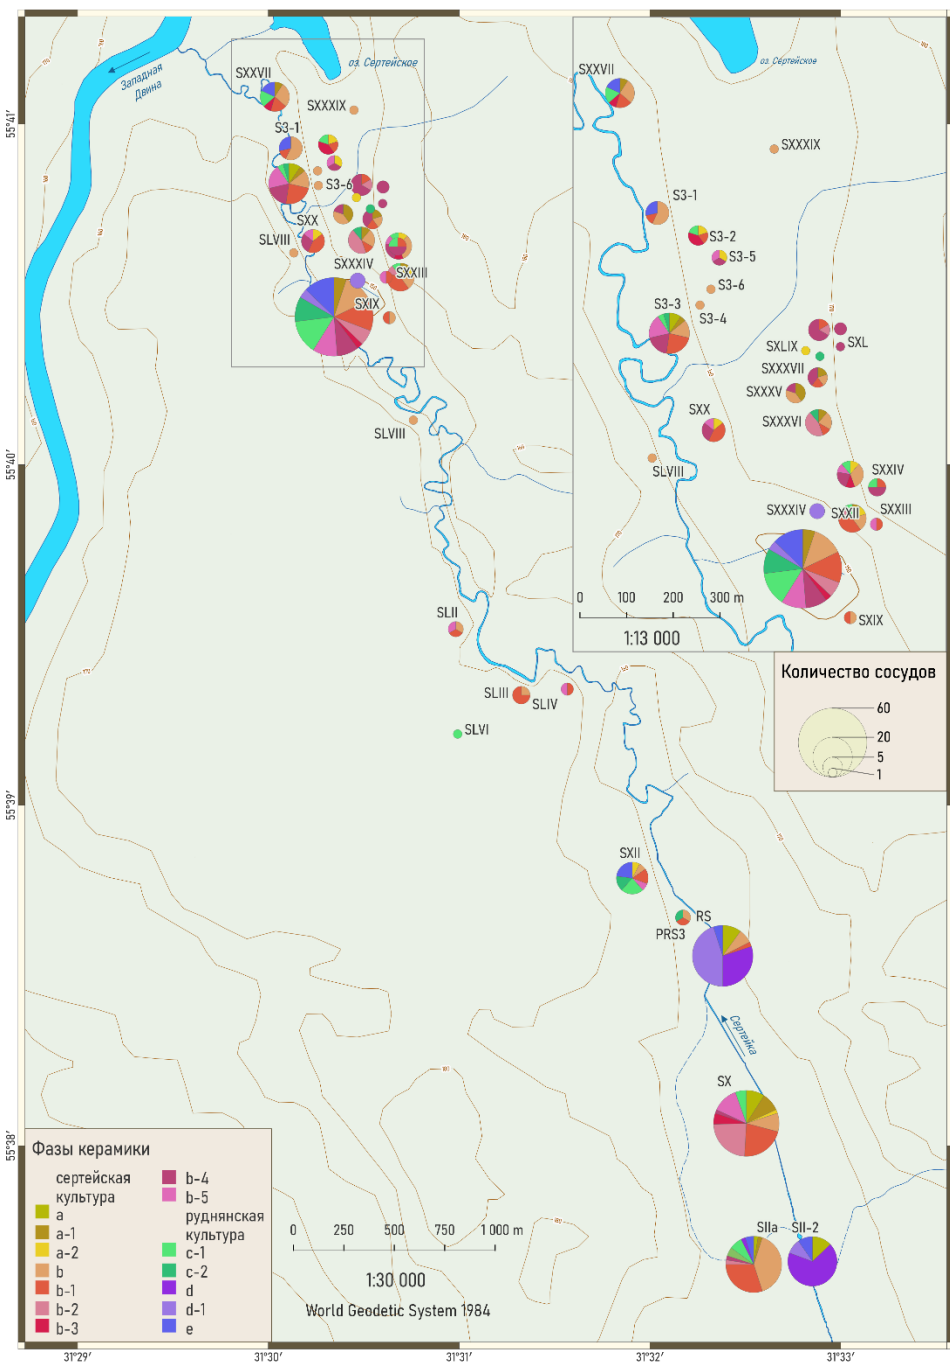 оз. Сертейское
Западная
Двина
SXXVII
SXXXIX
S3-1
S3-6
SXX
SLVIII
SXXXIV
SXXIII
SXIX
SLVIII
SLII
SLIII
SLIV
SLVI
SXII
RS
PRS3
Сертейка
SX
SIIa
SII-2
оз. Сертейское
SXXVII
SXXXIX
S3-1
S3-2
S3-5
S3-6
S3-4
S3-3
SXL
SXLIX
SXXXVII
SXXXV
SXX
SXXXVI
SLVIII
SXXIV
SXXXIV
SXXII
SXXIII
SXIX
0 100 200 300 m
1:13 000
Количество сосудов
60
20
5
1
Фазы керамики
сертейская
культура
a
a-1
a-2
b
b-1
b-2
b-3
b-4
b-5
руднянская
культура
c-1
c-2
d
d-1
e
0 250 500 750 1000 m
1:30 000
World Geodetic System 1984
55°41'
55°40'
55°39'
55°38'
31°29' 31°30' 31°31' 31°32' 31°33'